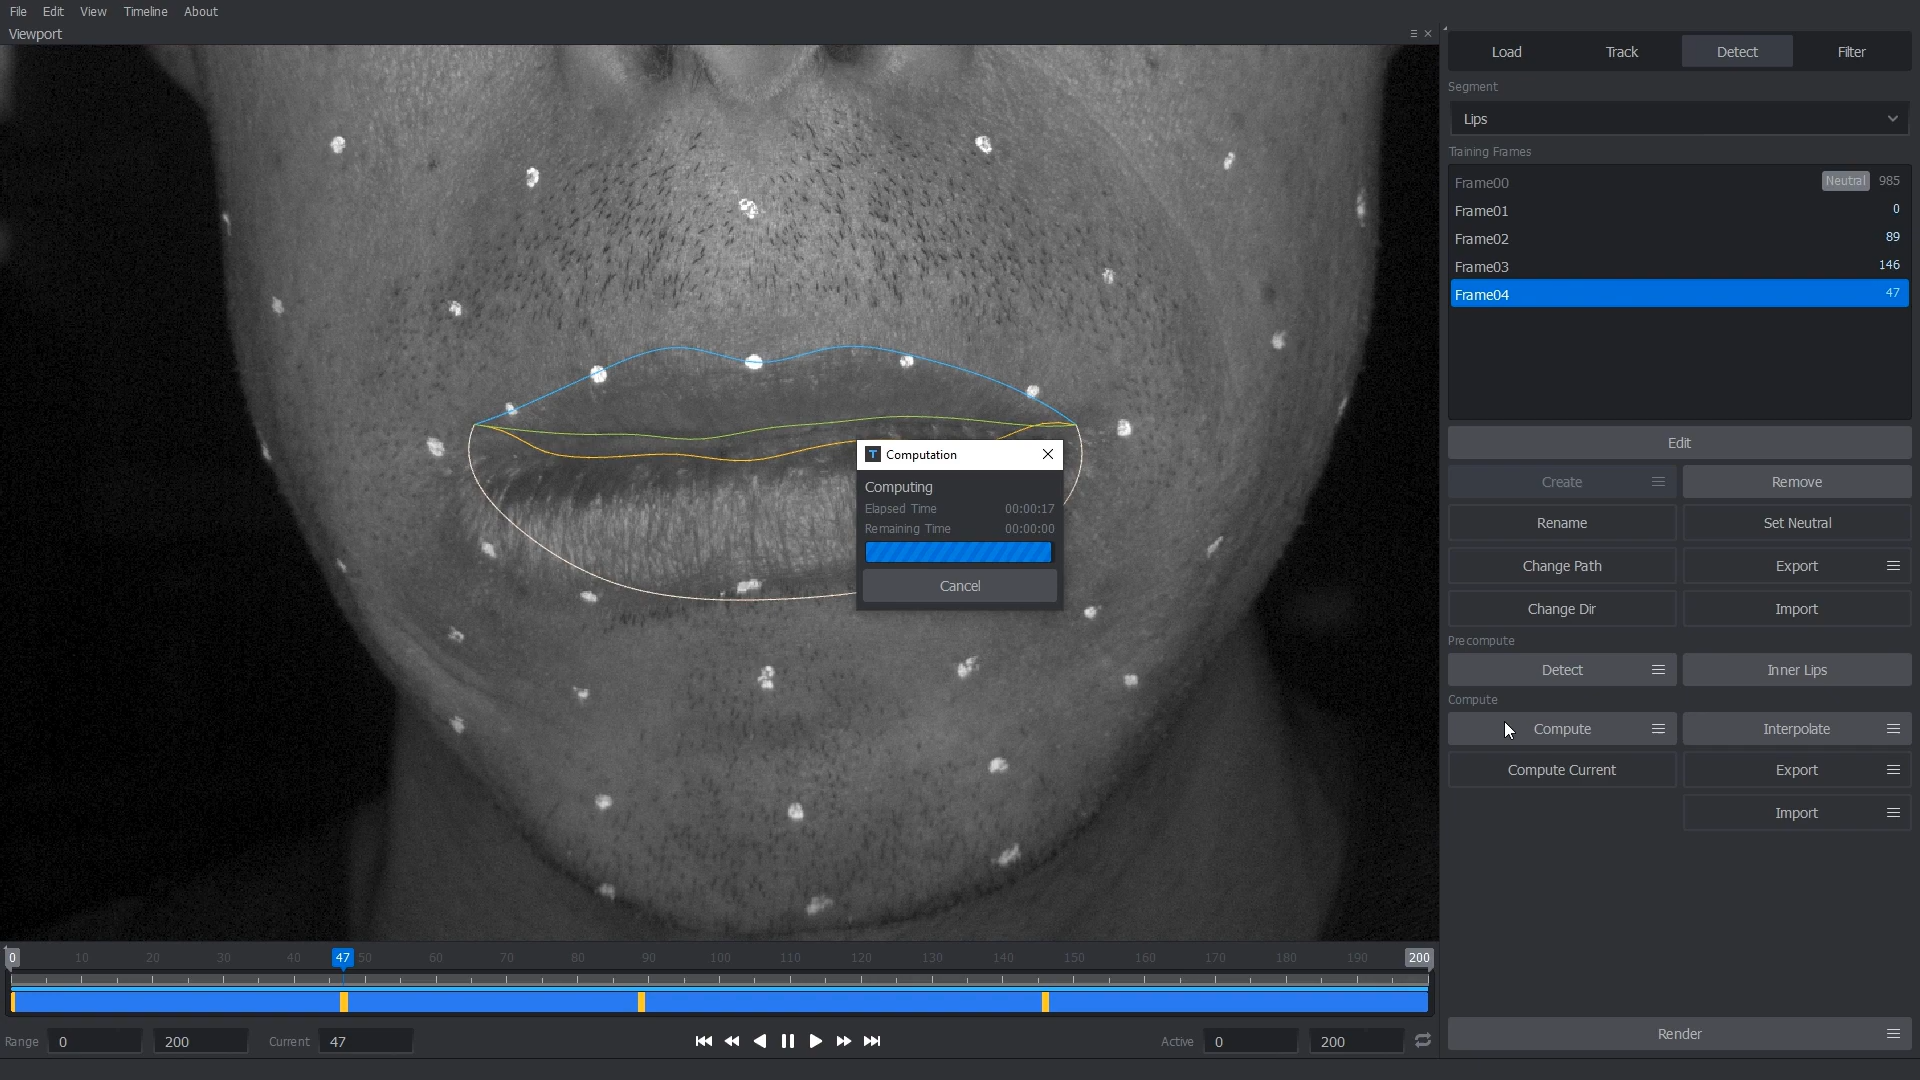 File Edit View Timeline About
Viewport
Load Track Detect Filter
Segment
Lips
Training Frames
Frame00 Neutral 985
Frame01 0
Frame02 89
Frame03 146
Frame04 47
Edit
Create Remove
Rename Set Neutral
Change Path Export
Change Dir Import
Precompute
Detect Inner Lips
Compute
Compute Interpolate
Compute Current Export
Import
Render
T Computation
Computing
Elapsed Time 00:00:17
Remaining Time 00:00:00
Cancel
0 10 20 30 40 47 50 60 70 80 90 100 110 120 130 140 150 160 170 180 190 200
Range 0 200 Current 47 Active 0 200